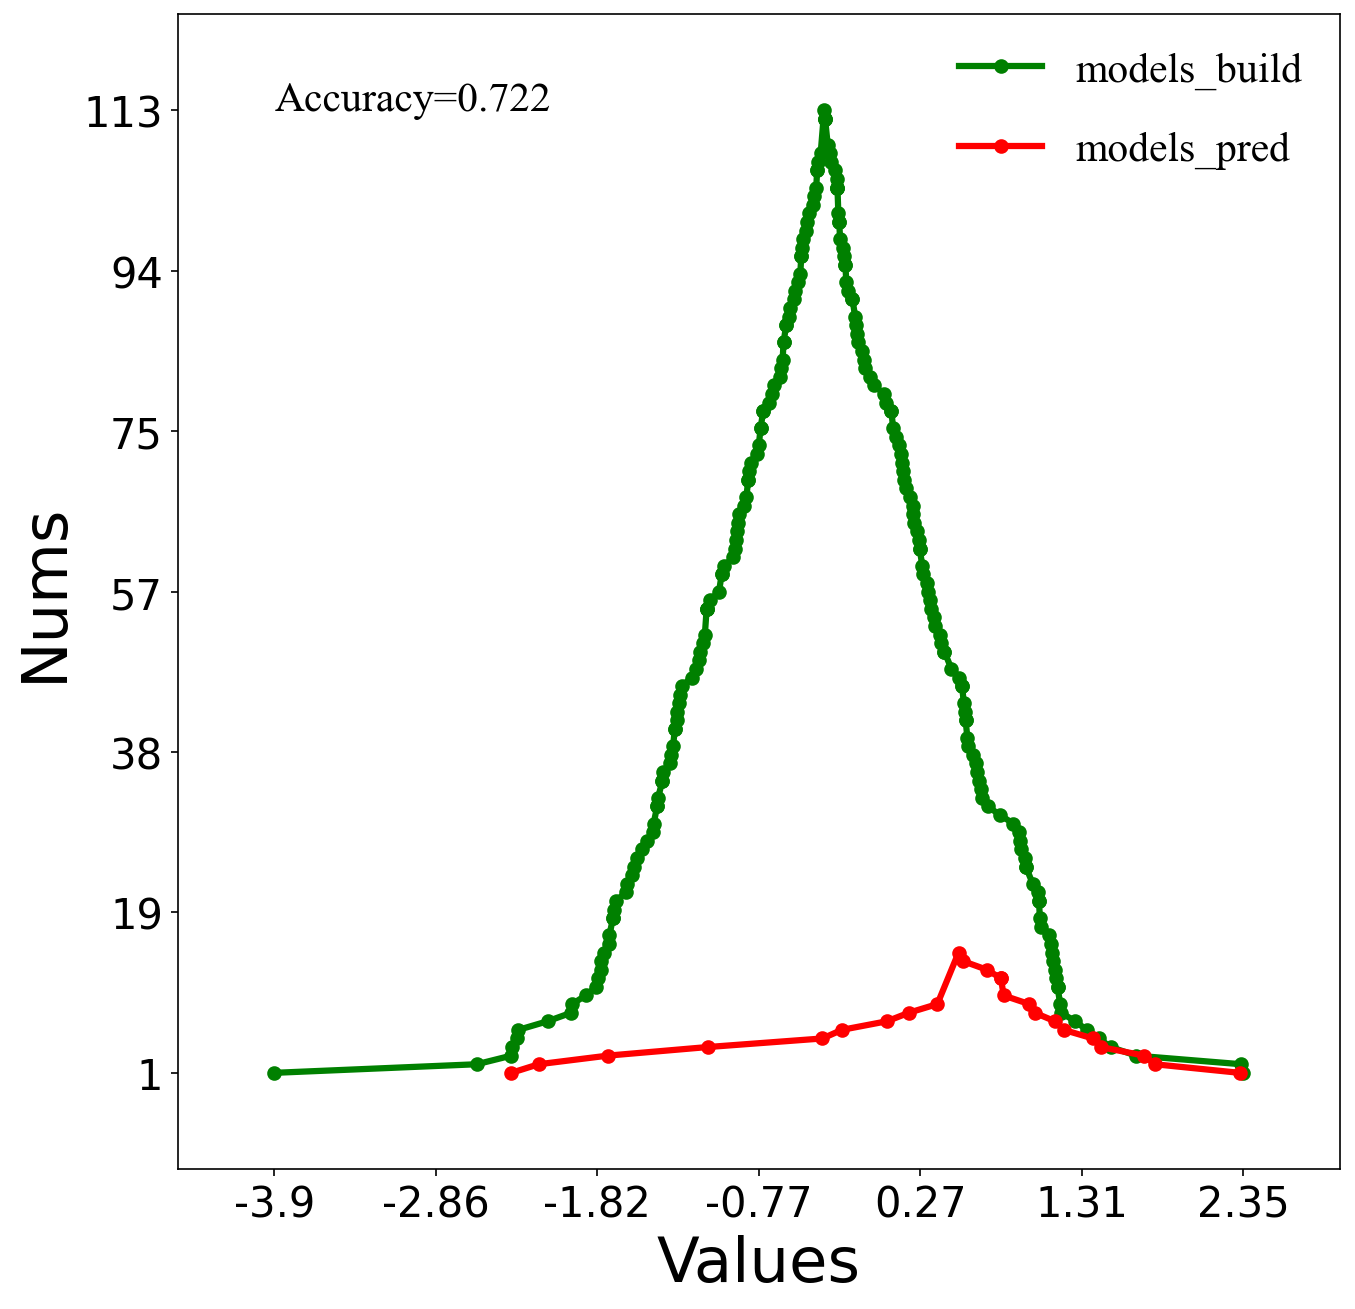 Accuracy=0.722
models_build
models_pred
113
94
75
57
38
19
1
Nums
-3.9 -2.86 -1.82 -0.77 0.27 1.31 2.35
Values